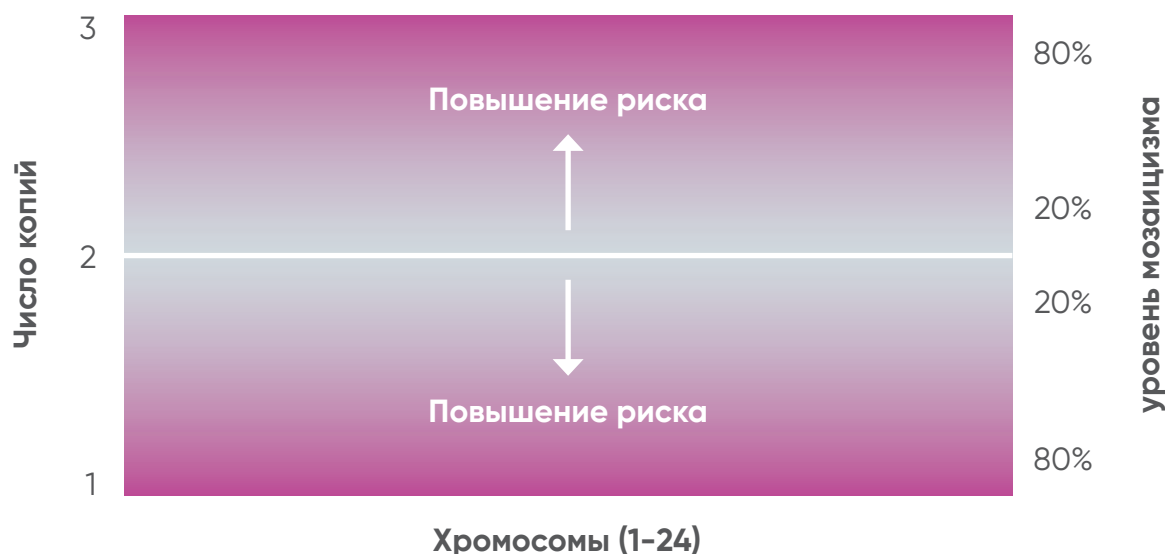 3
80%
Повышение риска
20%
Число копий
2
уровень мозаицизма
20%
Повышение риска
80%
1
Хромосомы (1-24)